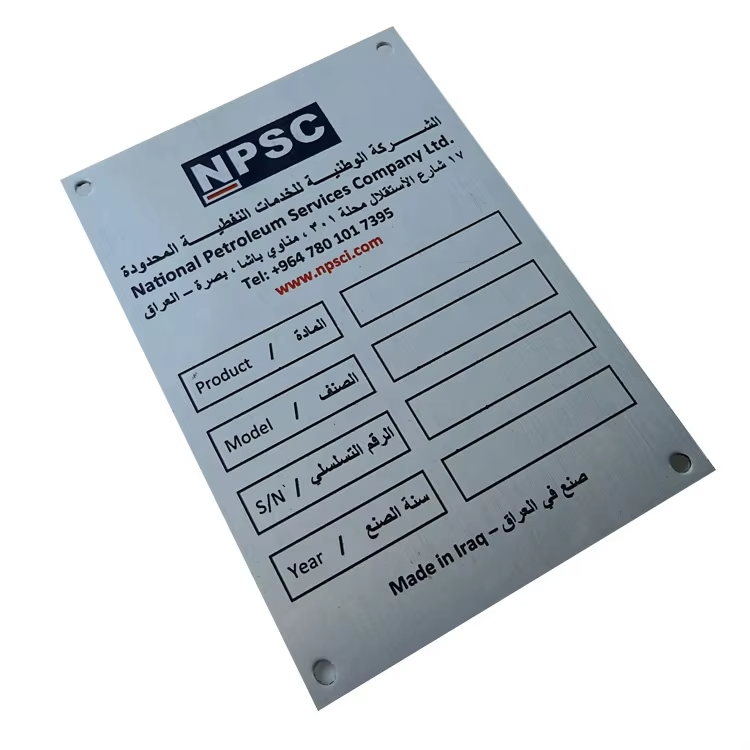 NPSC
الشركة الوطنية للخدمات النفطية المحدودة
National Petroleum Services Company Ltd.
١٧ شارع الأستقلال محلة ٣٠١ ، مناوي باشا ، بصرة – العراق
Tel: +964 780 101 7395
www.npsci.com
Product / المادة
Model / الصنف
S/N / الرقم التسلسلي
Year / سنة الصنع
Made in Iraq – صنع في العراق